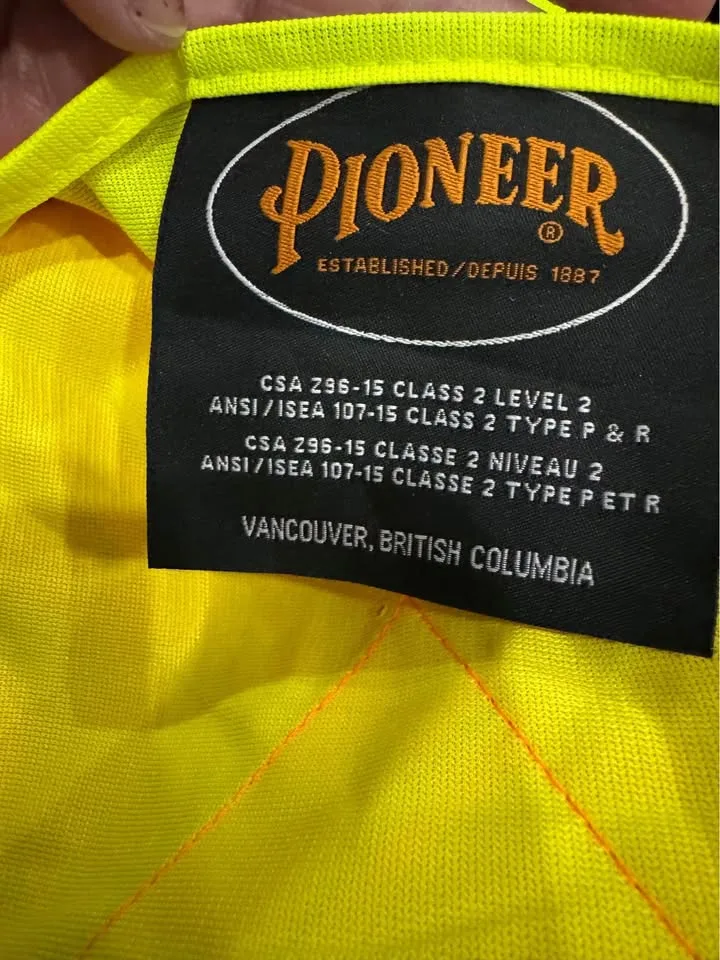 PIONEER
®
ESTABLISHED/DEPUIS 1887
CSA Z96-15 CLASS 2 LEVEL 2
ANSI/ISEA 107-15 CLASS 2 TYPE P & R
CSA Z96-15 CLASSE 2 NIVEAU 2
ANSI/ISEA 107-15 CLASSE 2 TYPE P ET R
VANCOUVER, BRITISH COLUMBIA